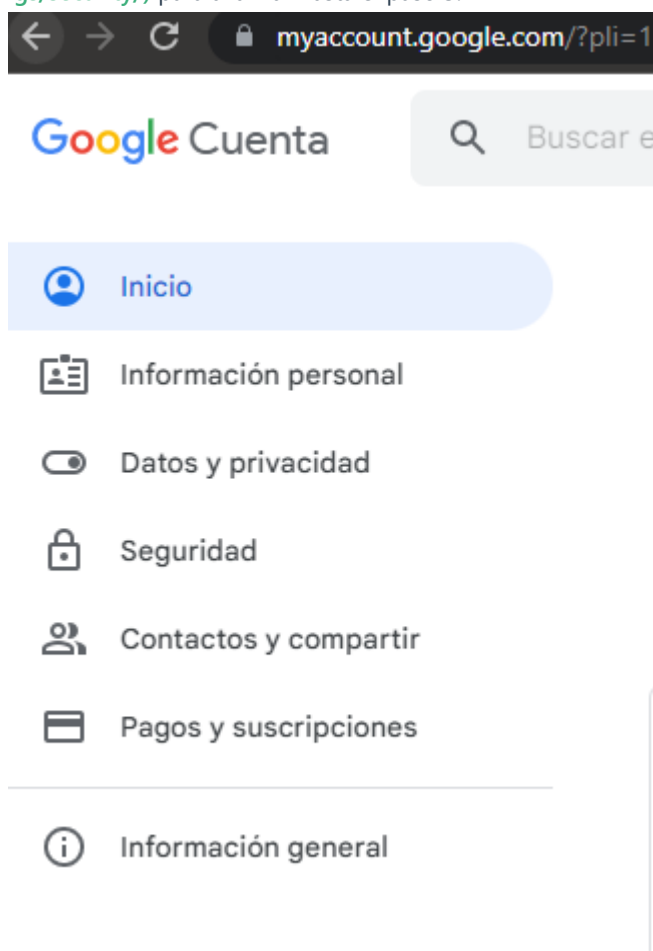 myaccount.google.com/?pli=1
Google Cuenta
Buscar e
Inicio
Información personal
Datos y privacidad
Seguridad
Contactos y compartir
Pagos y suscripciones
Información general